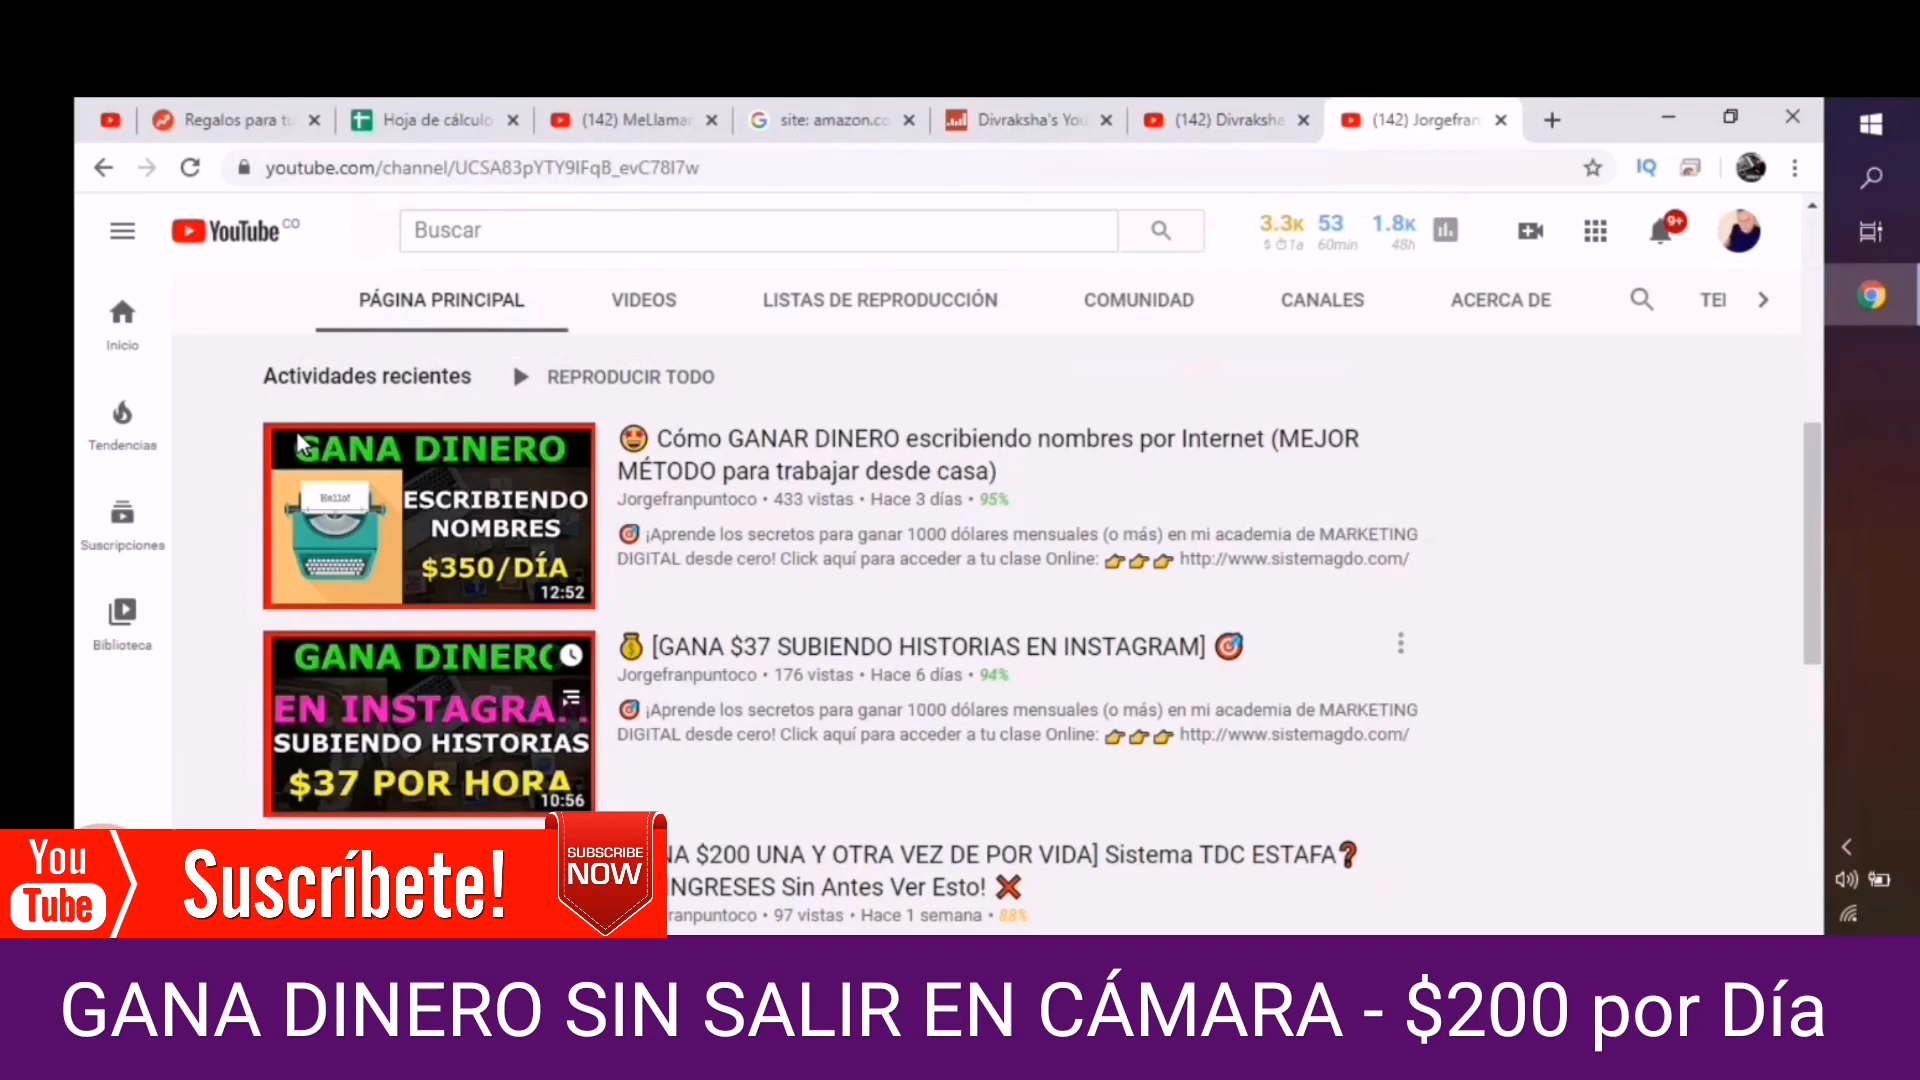 Regalos para tu
Hoja de cálculo
(142) MeLlamar
site: amazon.co
Divraksha's You
(142) Divraksha
(142) Jorgefran
youtube.com/channel/UCSA83pYTY9IFqB_evC78I7w
IQ
YouTube CO
Buscar
3.3K 53 1.8K
$ 1a 60min 48h
9+
PÁGINA PRINCIPAL VIDEOS LISTAS DE REPRODUCCIÓN COMUNIDAD CANALES ACERCA DE
Inicio
Tendencias
Suscripciones
Biblioteca
Actividades recientes REPRODUCIR TODO
GANA DINERO
Hello!
ESCRIBIENDO
NOMBRES
$350/DÍA
12:52
🤩 Cómo GANAR DINERO escribiendo nombres por Internet (MEJOR
MÉTODO para trabajar desde casa)
Jorgefranpuntoco • 433 vistas • Hace 3 días • 95%
🎯 ¡Aprende los secretos para ganar 1000 dólares mensuales (o más) en mi academia de MARKETING
DIGITAL desde cero! Click aquí para acceder a tu clase Online: 👉👉👉 http://www.sistemagdo.com/
GANA DINERO
EN INSTAGRAM
SUBIENDO HISTORIAS
$37 POR HORA
10:56
💰 [GANA $37 SUBIENDO HISTORIAS EN INSTAGRAM] 🎯
Jorgefranpuntoco • 176 vistas • Hace 6 días • 94%
🎯 ¡Aprende los secretos para ganar 1000 dólares mensuales (o más) en mi academia de MARKETING
DIGITAL desde cero! Click aquí para acceder a tu clase Online: 👉👉👉 http://www.sistemagdo.com/
NA $200 UNA Y OTRA VEZ DE POR VIDA] Sistema TDC ESTAFA❓
INGRESES Sin Antes Ver Esto! ❌
ranpuntoco • 97 vistas • Hace 1 semana • 88%
You
Tube
Suscríbete!
SUBSCRIBE
NOW
GANA DINERO SIN SALIR EN CÁMARA - $200 por Día